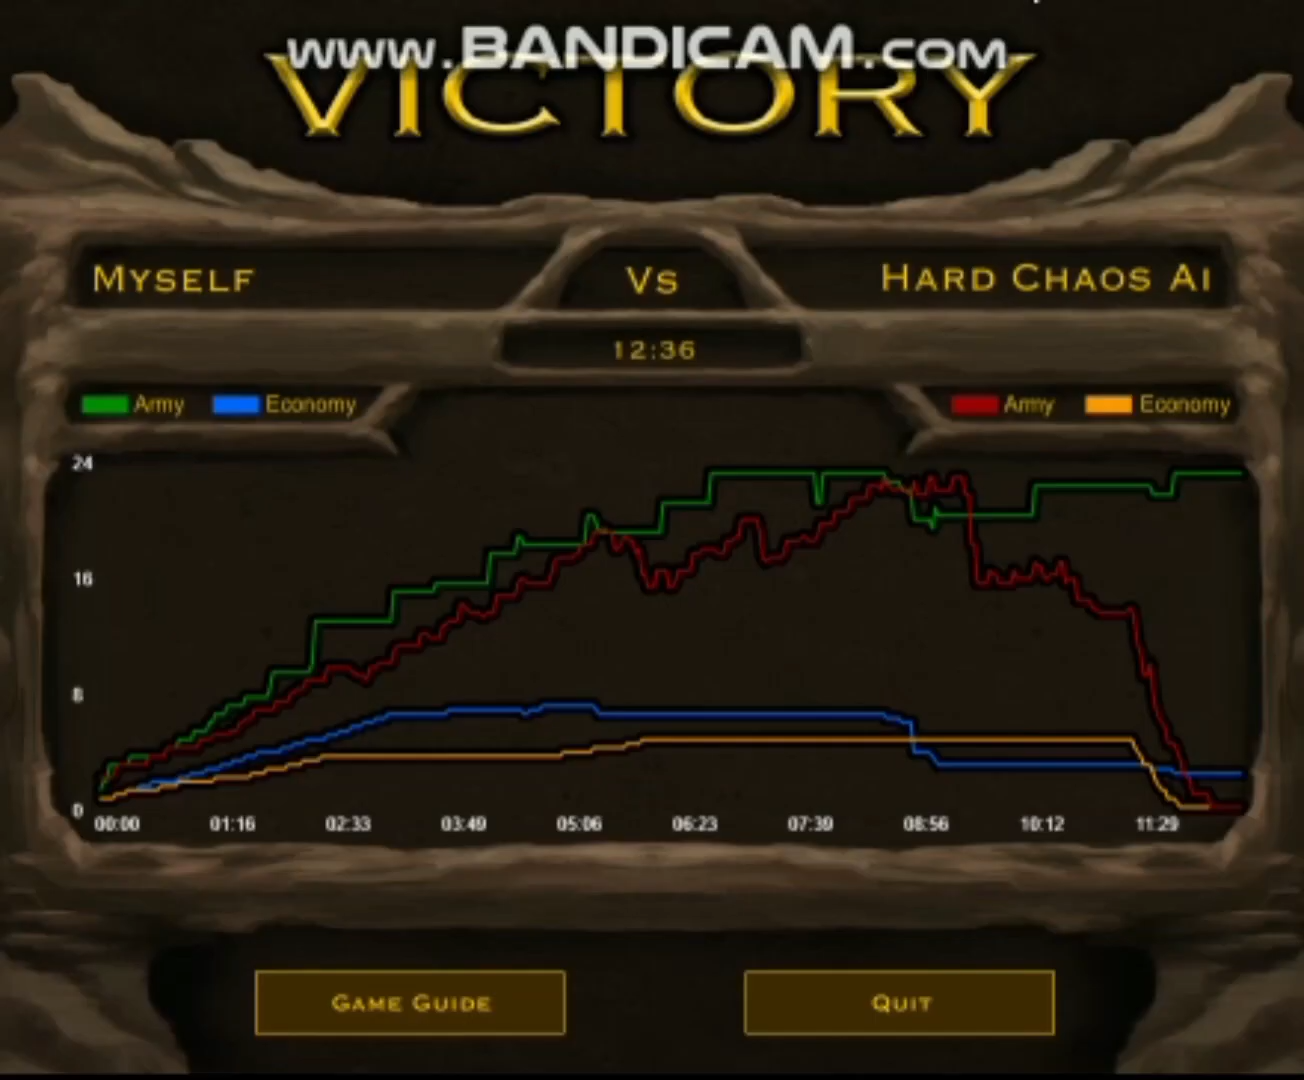 www.BANDICAM.com
VICTORY
MYSELF
VS
HARD CHAOS AI
12:36
Army
Economy
Army
Economy
24
16
8
0
00:00
01:16
02:33
03:49
05:06
06:23
07:39
08:56
10:12
11:29
GAME GUIDE
QUIT